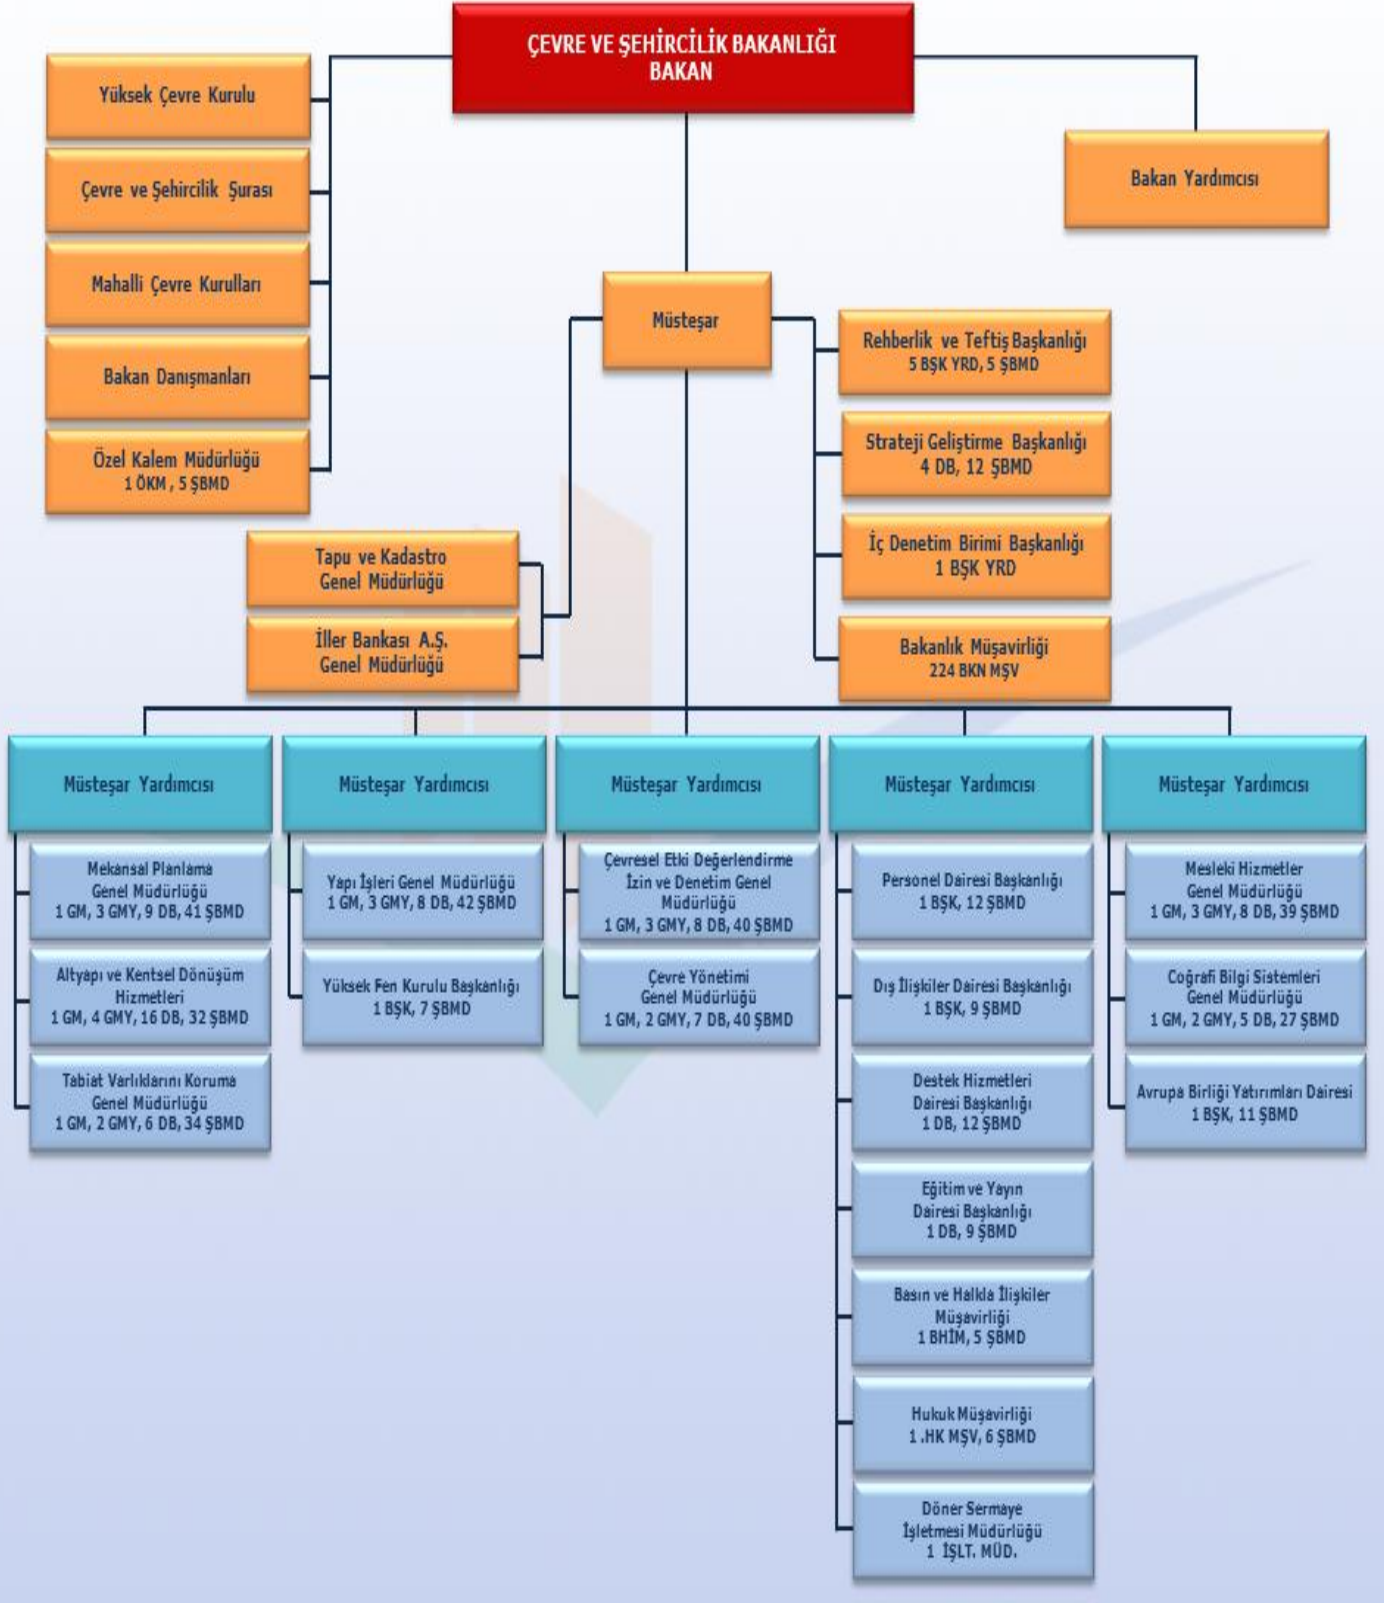 ÇEVRE VE ŞEHİRCİLİK BAKANLIĞI
BAKAN
Yüksek Çevre Kurulu
Çevre ve Şehircilik Şurası
Mahalli Çevre Kurulları
Bakan Danışmanları
Özel Kalem Müdürlüğü
1 ÖKM , 5 ŞBMD
Bakan Yardımcısı
Müsteşar
Rehberlik ve Teftiş Başkanlığı
5 BŞK YRD, 5 ŞBMD
Strateji Geliştirme Başkanlığı
4 DB, 12 ŞBMD
İç Denetim Birimi Başkanlığı
1 BŞK YRD
Bakanlık Müşavirliği
224 BKN MŞV
Tapu ve Kadastro
Genel Müdürlüğü
İller Bankası A.Ş.
Genel Müdürlüğü
Müsteşar Yardımcısı
Mekansal Planlama
Genel Müdürlüğü
1 GM, 3 GMY, 9 DB, 41 ŞBMD
Altyapı ve Kentsel Dönüşüm
Hizmetleri
1 GM, 4 GMY, 16 DB, 32 ŞBMD
Tabiat Varlıklarını Koruma
Genel Müdürlüğü
1 GM, 2 GMY, 6 DB, 34 ŞBMD
Müsteşar Yardımcısı
Yapı İşleri Genel Müdürlüğü
1 GM, 3 GMY, 8 DB, 42 ŞBMD
Yüksek Fen Kurulu Başkanlığı
1 BŞK, 7 ŞBMD
Müsteşar Yardımcısı
Çevresel Etki Değerlendirme
İzin ve Denetim Genel
Müdürlüğü
1 GM, 3 GMY, 8 DB, 40 ŞBMD
Çevre Yönetimi
Genel Müdürlüğü
1 GM, 2 GMY, 7 DB, 40 ŞBMD
Müsteşar Yardımcısı
Personel Dairesi Başkanlığı
1 BŞK, 12 ŞBMD
Dış İlişkiler Dairesi Başkanlığı
1 BŞK, 9 ŞBMD
Destek Hizmetleri
Dairesi Başkanlığı
1 DB, 12 ŞBMD
Eğitim ve Yayın
Dairesi Başkanlığı
1 DB, 9 ŞBMD
Basın ve Halkla İlişkiler
Müşavirliği
1 BHİM, 5 ŞBMD
Hukuk Müşavirliği
1 .HK MŞV, 6 ŞBMD
Döner Sermaye
İşletmesi Müdürlüğü
1 İŞLT. MÜD.
Müsteşar Yardımcısı
Mesleki Hizmetler
Genel Müdürlüğü
1 GM, 3 GMY, 8 DB, 39 ŞBMD
Coğrafi Bilgi Sistemleri
Genel Müdürlüğü
1 GM, 2 GMY, 5 DB, 27 ŞBMD
Avrupa Birliği Yatırımları Dairesi
1 BŞK, 11 ŞBMD